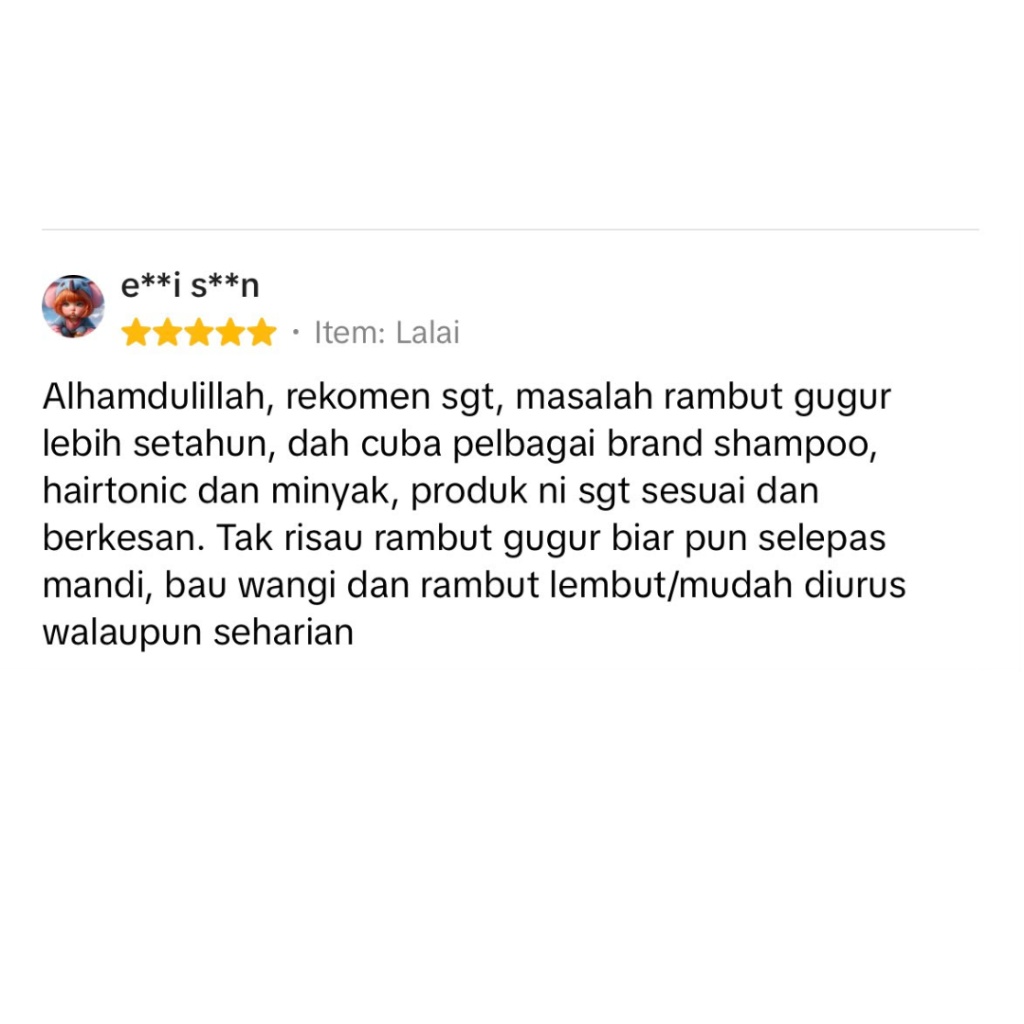 e**i s**n
· Item: Lalai
Alhamdulillah, rekomen sgt, masalah rambut gugur
lebih setahun, dah cuba pelbagai brand shampoo,
hairtonic dan minyak, produk ni sgt sesuai dan
berkesan. Tak risau rambut gugur biar pun selepas
mandi, bau wangi dan rambut lembut/mudah diurus
walaupun seharian